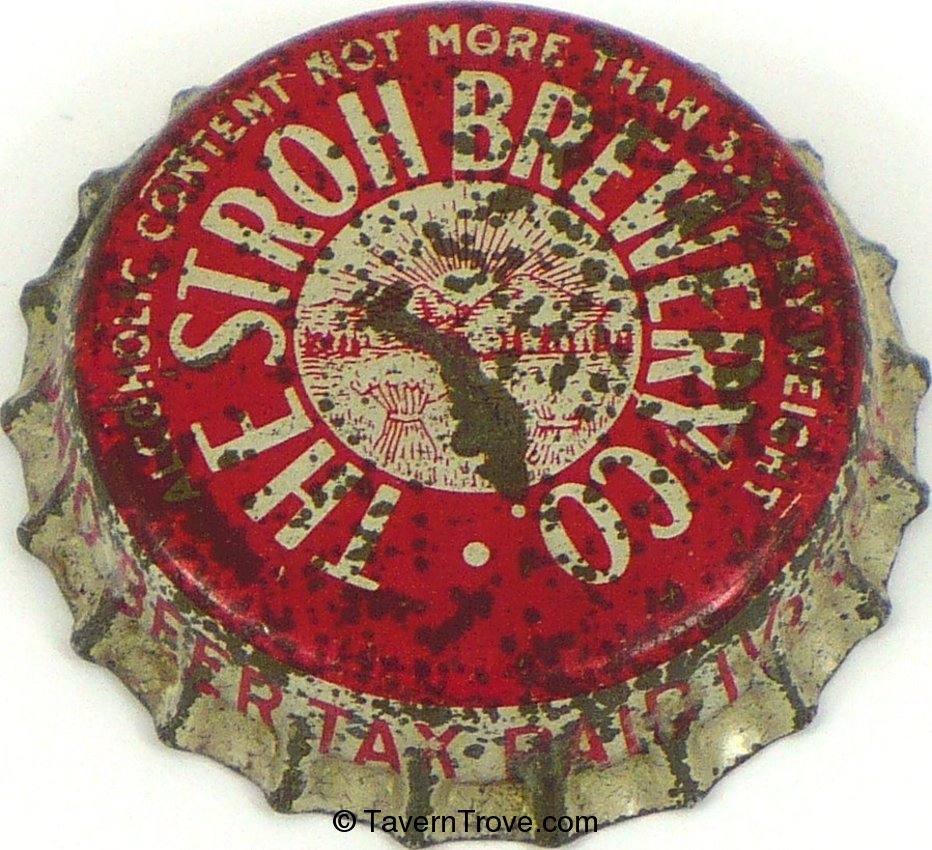 ALCOHOLIC CONTENT NOT MORE THAN 3.2% BY WEIGHT
THE STROH BREWERY CO.
BEER TAX PAID
© TavernTrove.com